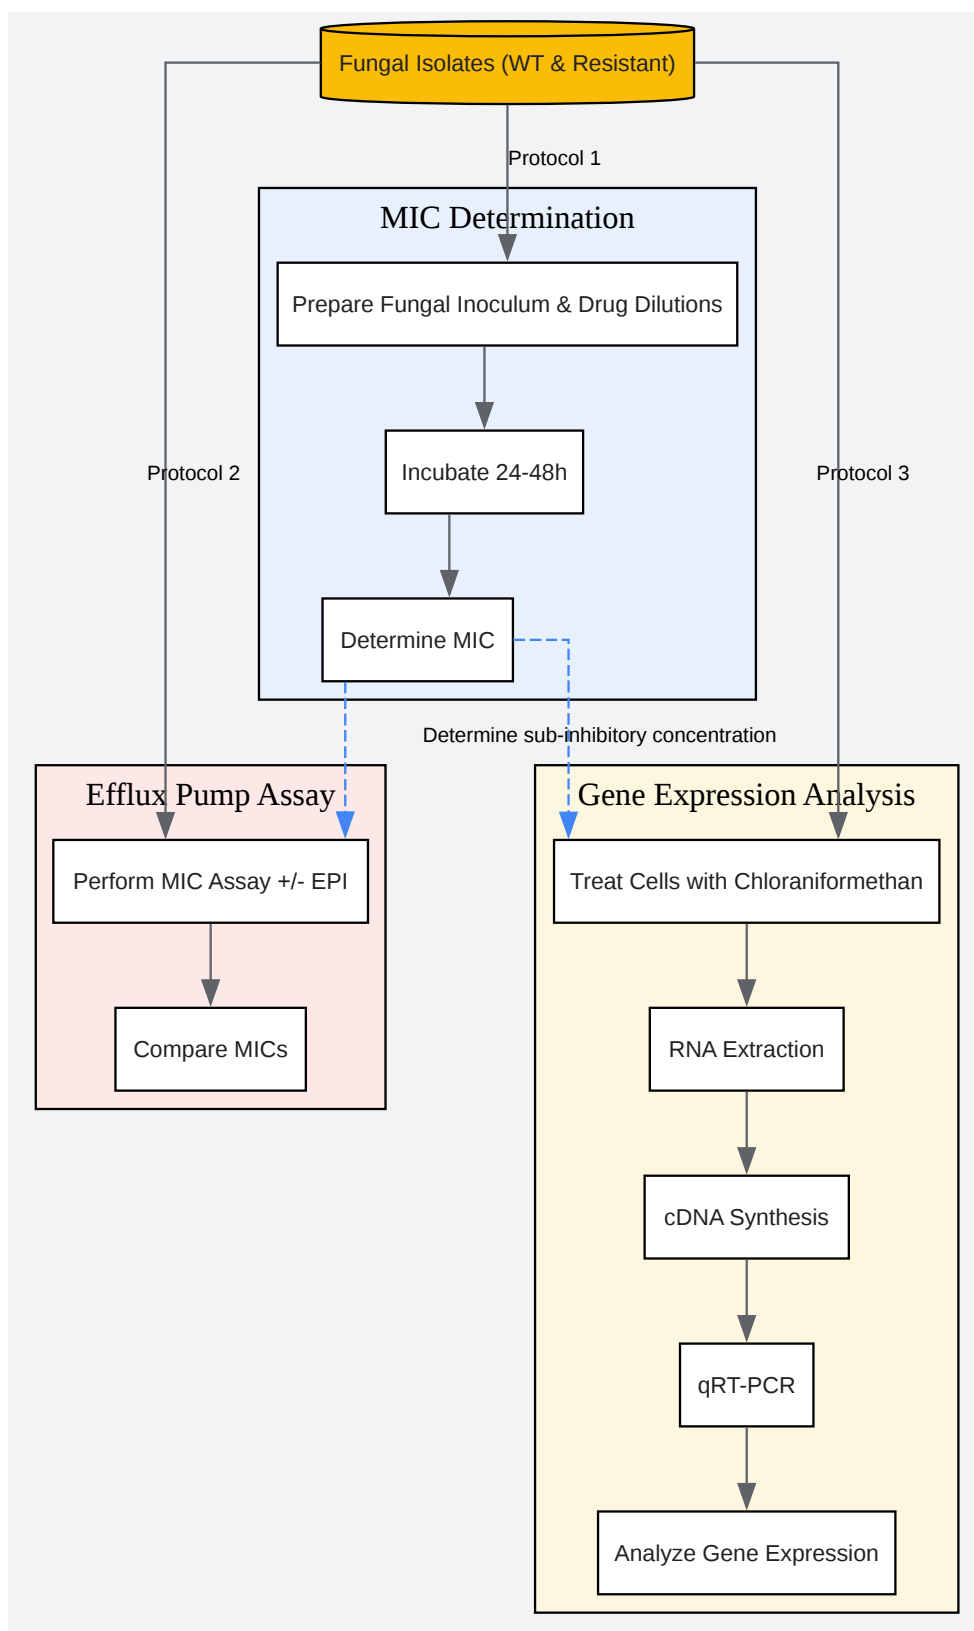 Fungal Isolates (WT & Resistant)
Protocol 1
MIC Determination
Prepare Fungal Inoculum & Drug Dilutions
Incubate 24-48h
Protocol 2
Protocol 3
Determine MIC
Determine sub-inhibitory concentration
Efflux Pump Assay
Perform MIC Assay +/- EPI
Compare MICs
Gene Expression Analysis
Treat Cells with Chloraniformethan
RNA Extraction
cDNA Synthesis
qRT-PCR
Analyze Gene Expression